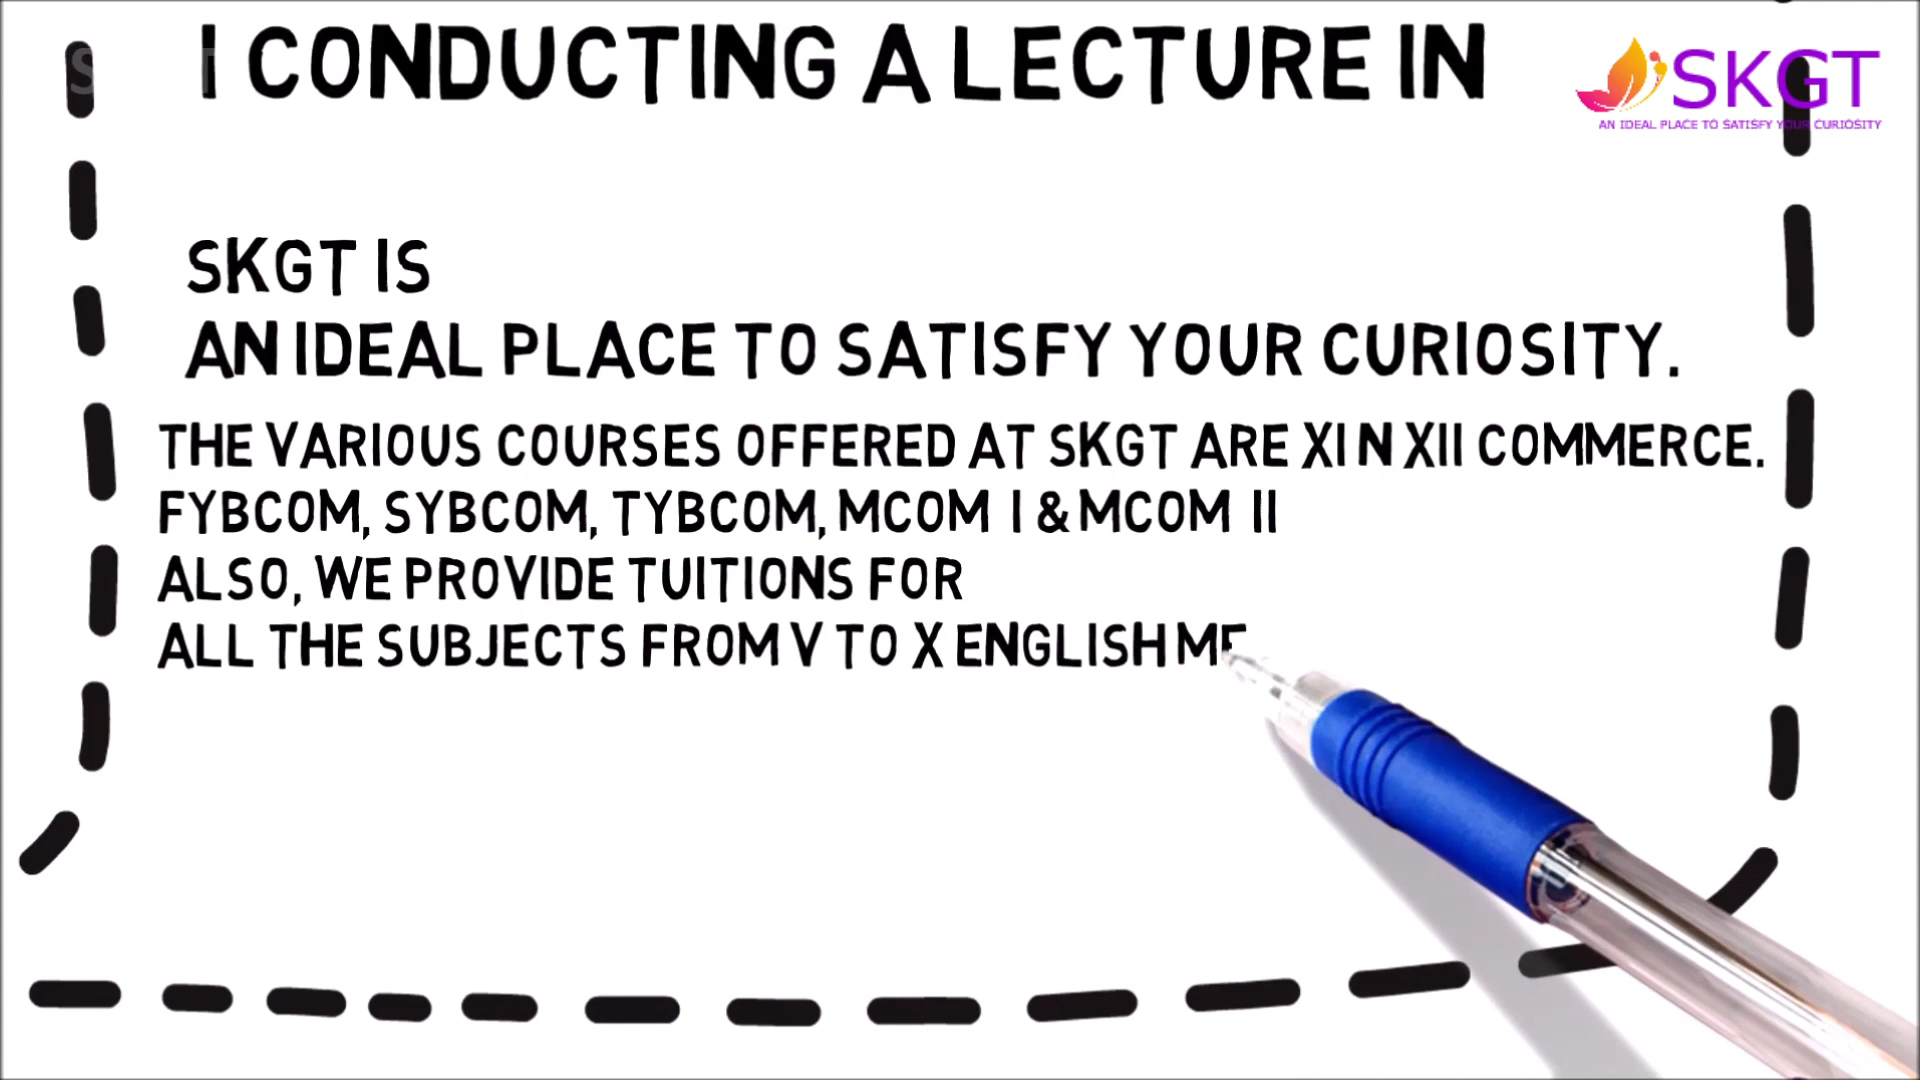 I CONDUCTING A LECTURE IN
SKGT
AN IDEAL PLACE TO SATISFY YOUR CURIOSITY
SKGT IS
AN IDEAL PLACE TO SATISFY YOUR CURIOSITY.
THE VARIOUS COURSES OFFERED AT SKGT ARE XI N XII COMMERCE.
FYBCOM, SYBCOM, TYBCOM, MCOM I & MCOM II
ALSO, WE PROVIDE TUITIONS FOR
ALL THE SUBJECTS FROM V TO X ENGLISH